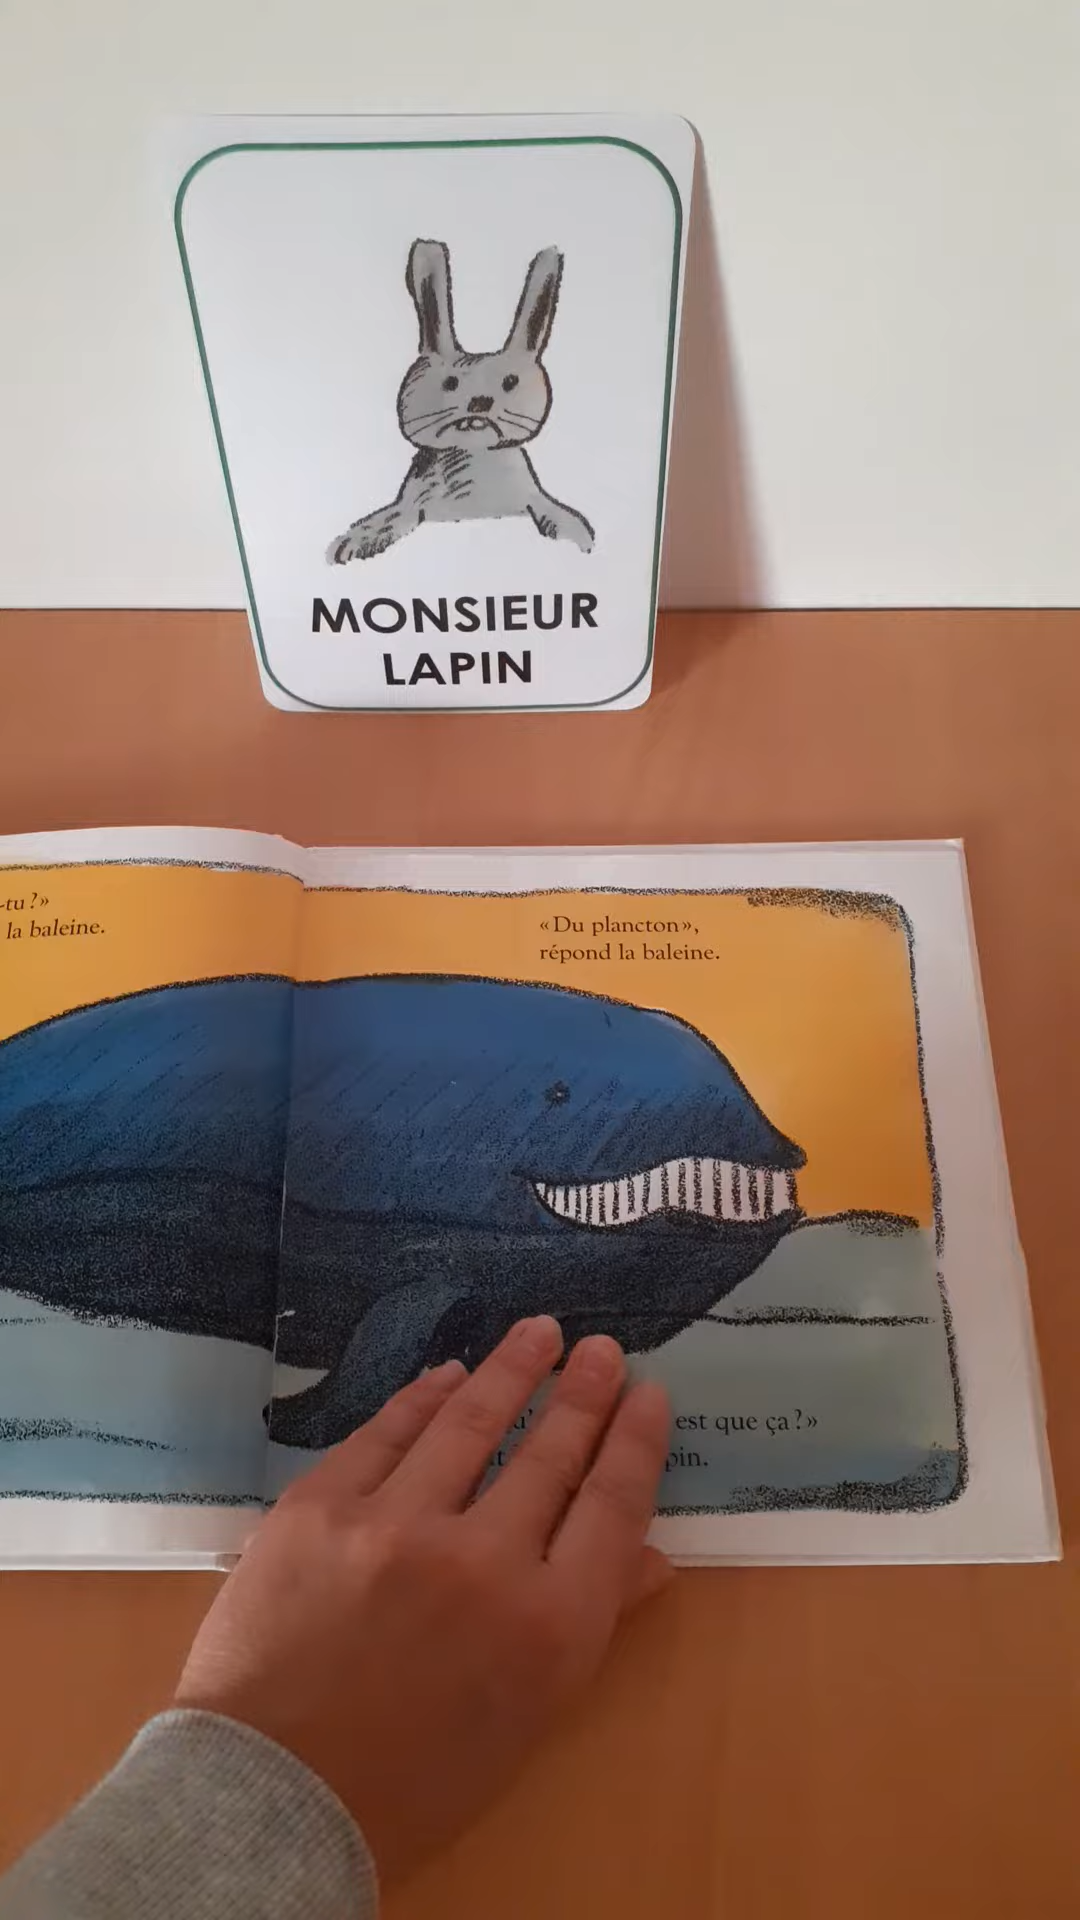 MONSIEUR
LAPIN
-tu ?»
la baleine.
«Du plancton»,
répond la baleine.
est que ça ?»
pin.